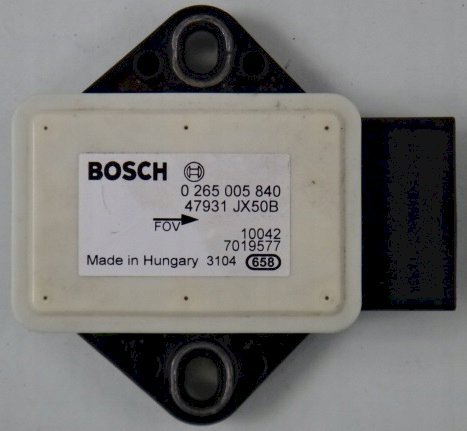 BOSCH
0 265 005 840
47931 JX50B
FOV
10042
7019577
Made in Hungary 3104 658